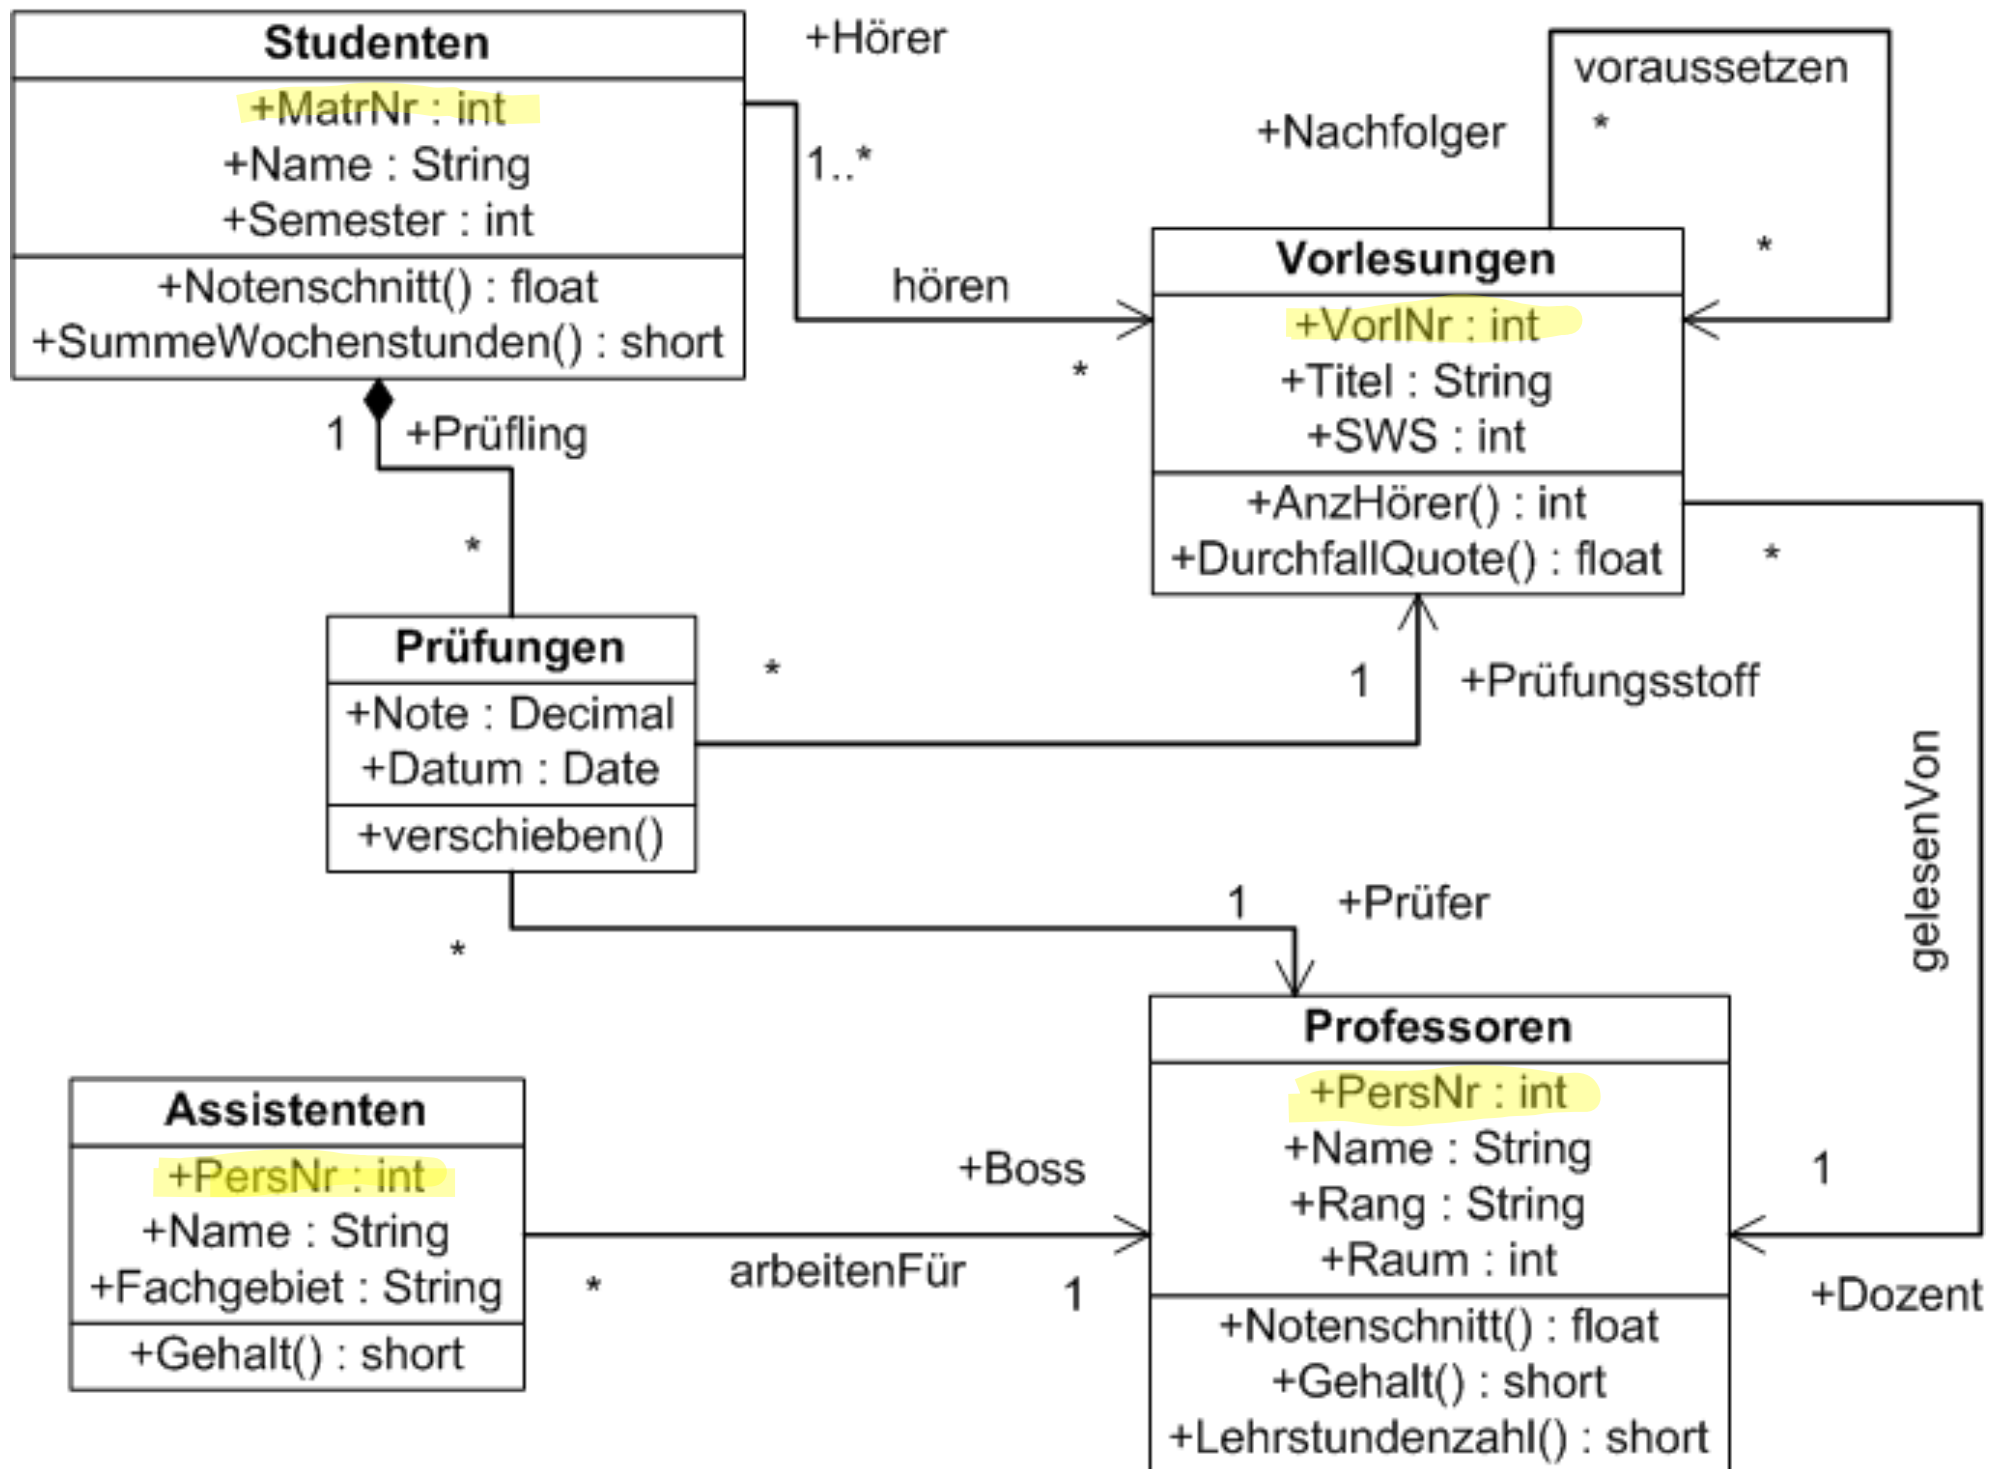 Studenten
+MatrNr : int
+Name : String
+Semester : int
+Notenschnitt() : float
+SummeWochenstunden() : short
+Hörer
1..*
hören
*
voraussetzen
+Nachfolger
*
*
Vorlesungen
+VorlNr : int
+Titel : String
+SWS : int
+AnzHörer() : int
+DurchfallQuote() : float
1
+Prüfling
*
Prüfungen
+Note : Decimal
+Datum : Date
+verschieben()
*
1
+Prüfungsstoff
*
gelesenVon
*
1
+Prüfer
Assistenten
+PersNr : int
+Name : String
+Fachgebiet : String
+Gehalt() : short
+Boss
*
arbeitenFür
1
Professoren
+PersNr : int
+Name : String
+Rang : String
+Raum : int
+Notenschnitt() : float
+Gehalt() : short
+Lehrstundenzahl() : short
1
+Dozent